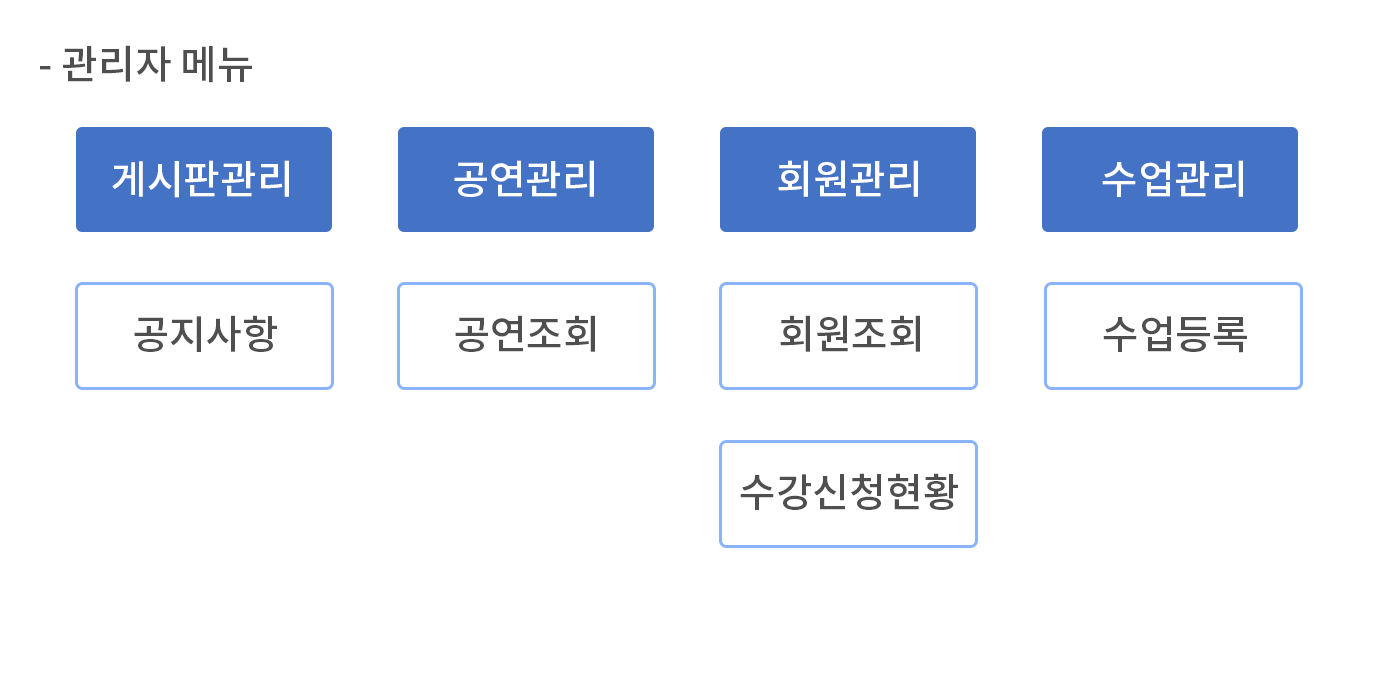 - 관리자 메뉴
게시판관리
공연관리
회원관리
수업관리
공지사항
공연조회
회원조회
수업등록
수강신청현황